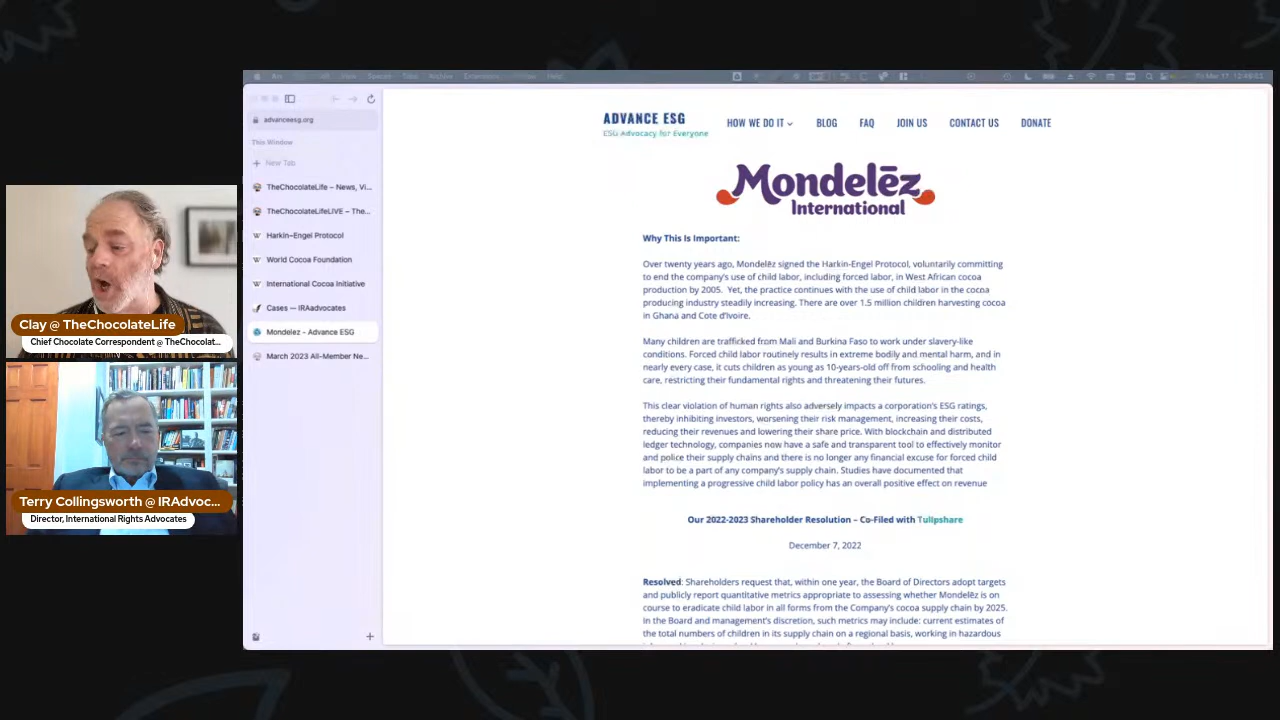 Arc
View
Spaces
Tabs
Archive
Extensions
Window
Help
Fri Mar 17
advanceesg.org
This Window
New Tab
TheChocolateLife – News, Vi...
TheChocolateLifeLIVE – The...
Harkin–Engel Protocol
World Cocoa Foundation
International Cocoa Initiative
Cases — IRAadvocates
Mondelez - Advance ESG
March 2023 All-Member Ne...
ADVANCE ESG
ESG Advocacy for Everyone
HOW WE DO IT
BLOG
FAQ
JOIN US
CONTACT US
DONATE
Mondelēz
International
Why This Is Important:
Over twenty years ago, Mondelēz signed the Harkin-Engel Protocol, voluntarily committing
to end the company's use of child labor, including forced labor, in West African cocoa
production by 2005. Yet, the practice continues with the use of child labor in the cocoa
producing industry steadily increasing. There are over 1.5 million children harvesting cocoa
in Ghana and Cote d'Ivoire.
Many children are trafficked from Mali and Burkina Faso to work under slavery-like
conditions. Forced child labor routinely results in extreme bodily and mental harm, and in
nearly every case, it cuts children as young as 10-years-old off from schooling and health
care, restricting their fundamental rights and threatening their futures.
This clear violation of human rights also adversely impacts a corporation's ESG ratings,
thereby inhibiting investors, worsening their risk management, increasing their costs,
reducing their revenues and lowering their share price. With blockchain and distributed
ledger technology, companies now have a safe and transparent tool to effectively monitor
and police their supply chains and there is no longer any financial excuse for forced child
labor to be a part of any company's supply chain. Studies have documented that
implementing a progressive child labor policy has an overall positive effect on revenue
Our 2022-2023 Shareholder Resolution – Co-Filed with Tulipshare
December 7, 2022
Resolved: Shareholders request that, within one year, the Board of Directors adopt targets
and publicly report quantitative metrics appropriate to assessing whether Mondelēz is on
course to eradicate child labor in all forms from the Company's cocoa supply chain by 2025.
In the Board and management's discretion, such metrics may include: current estimates of
the total numbers of children in its supply chain on a regional basis, working in hazardous
Clay @ TheChocolateLife
Chief Chocolate Correspondent @ TheChocolat...
Terry Collingsworth @ IRAdvoc...
Director, International Rights Advocates